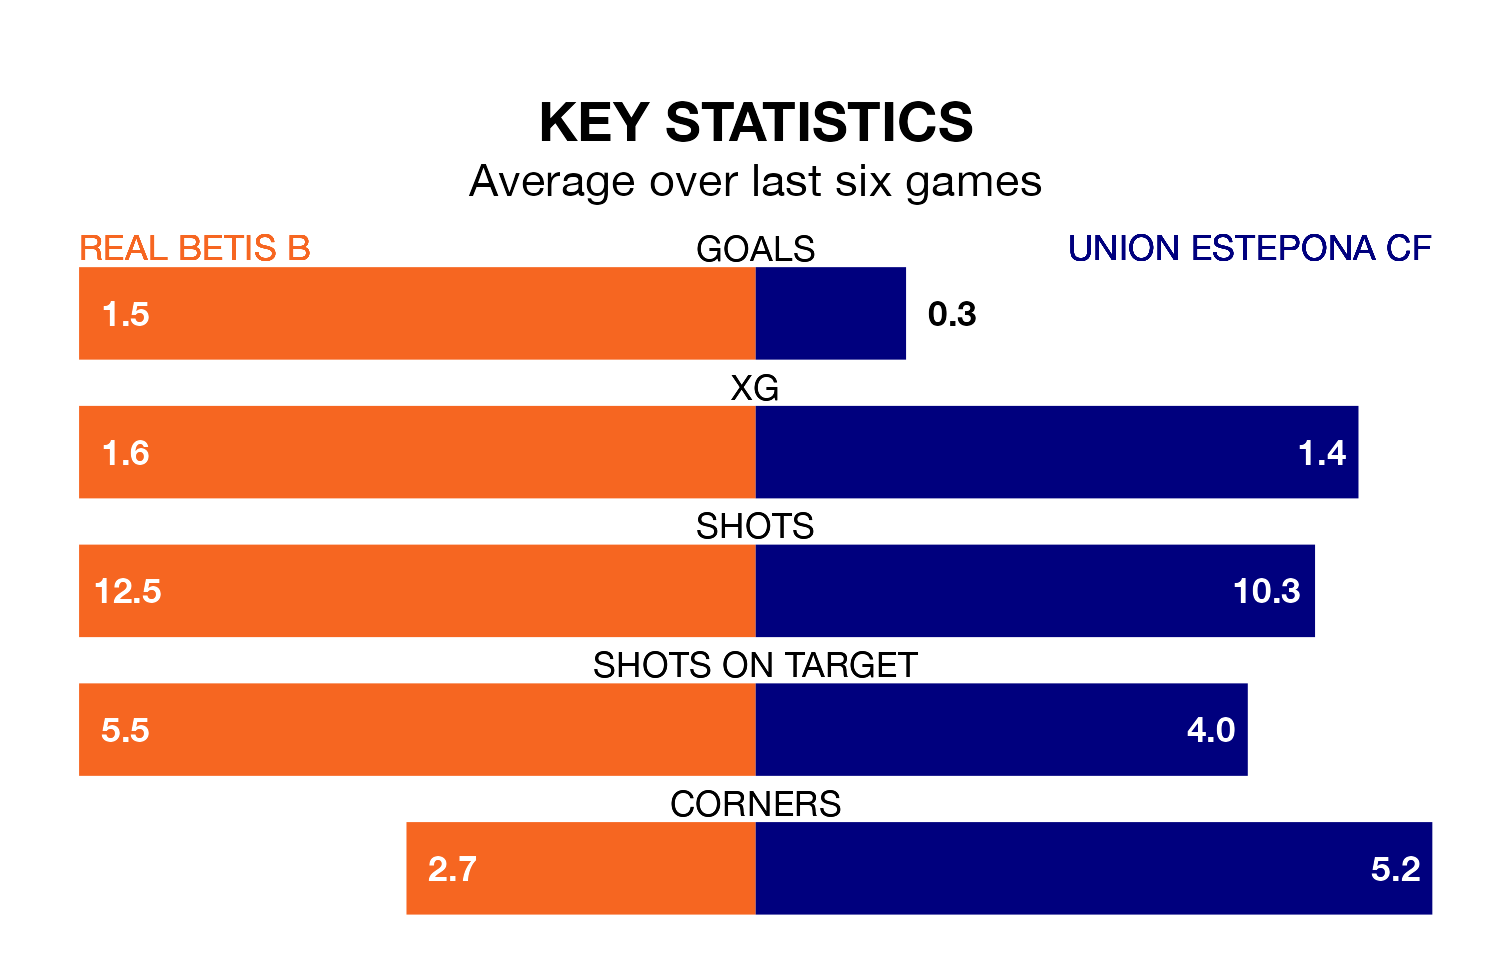 KEY STATISTICS
Average over last six games
REAL BETIS B GOALS UNION ESTEPONA CF
1.5 0.3
XG
1.6 1.4
SHOTS
12.5 10.3
SHOTS ON TARGET
5.5 4.0
CORNERS
2.7 5.2